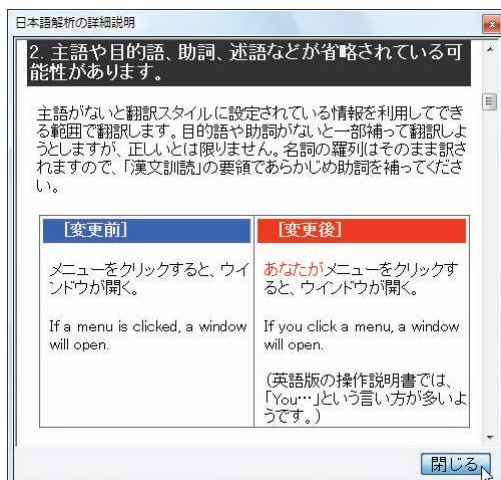 日本語解析の詳細説明
2. 主語や目的語、助詞、述語などが省略されている可
能性があります。
主語がないと翻訳スタイルに設定されている情報を利用してでき
る範囲で翻訳します。目的語や助詞がないと一部補って翻訳しよ
うとしますが、正しいとは限りません。名詞の羅列はそのまま訳さ
れますので、「漢文訓読」の要領であらかじめ助詞を補ってくださ
い。
［変更前］
メニューをクリックすると、ウイ
ンドウが開く。
If a menu is clicked, a window
will open.
［変更後］
あなたがメニューをクリックす
ると、ウインドウが開く。
If you click a menu, a window
will open.
（英語版の操作説明書では、
「You…」という言い方が多いよ
うです。）
閉じる